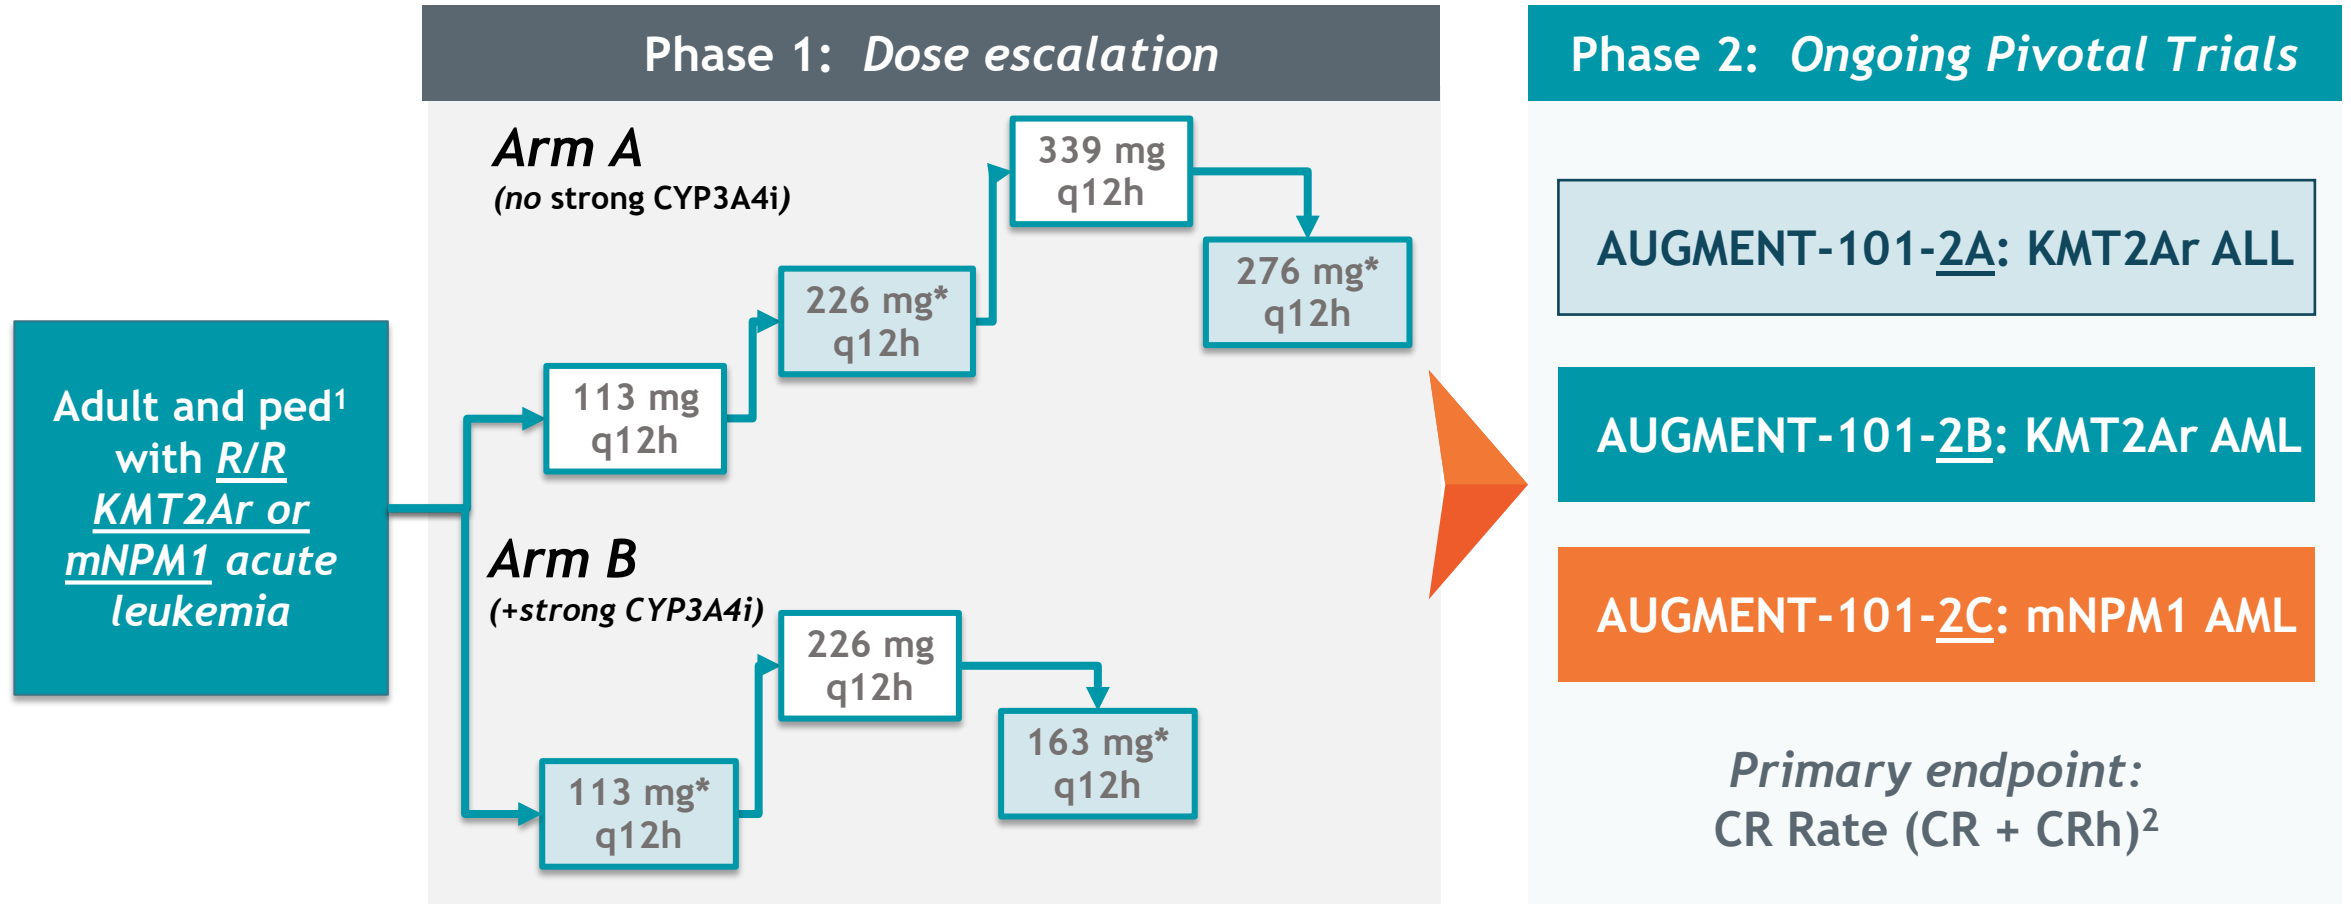 Phase 1: Dose escalation
Phase 2: Ongoing Pivotal Trials
Adult and ped¹
with R/R
KMT2Ar or
mNPM1 acute
leukemia
Arm A
(no strong CYP3A4i)
113 mg
q12h
226 mg*
q12h
339 mg
q12h
276 mg*
q12h
Arm B
(+strong CYP3A4i)
113 mg*
q12h
226 mg
q12h
163 mg*
q12h
AUGMENT-101-2A: KMT2Ar ALL
AUGMENT-101-2B: KMT2Ar AML
AUGMENT-101-2C: mNPM1 AML
Primary endpoint:
CR Rate (CR + CRh)²